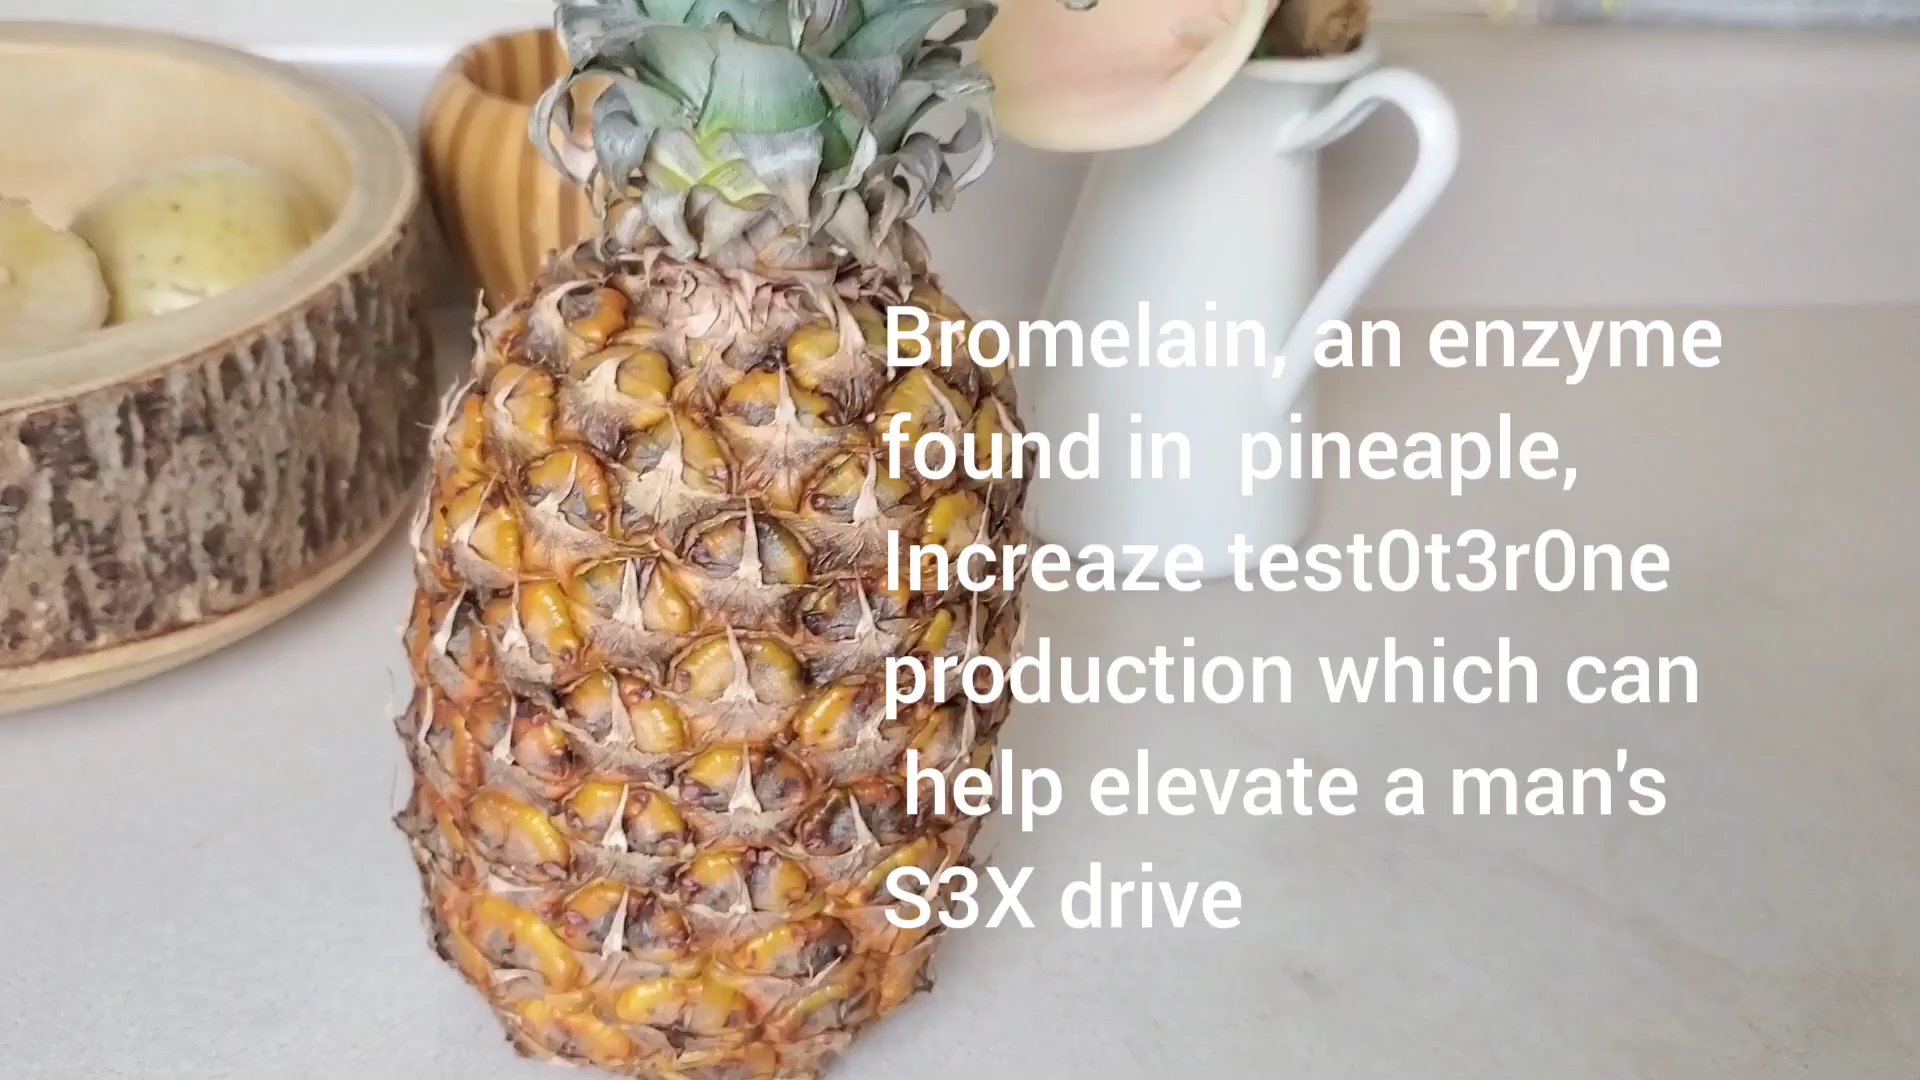 Bromelain, an enzyme
found in  pineaple,
Increaze test0t3r0ne
production which can
help elevate a man's
S3X drive